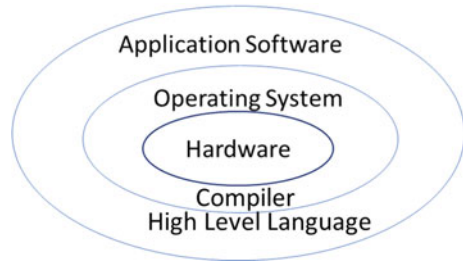 Application Software
Operating System
Hardware
Compiler
High Level Language